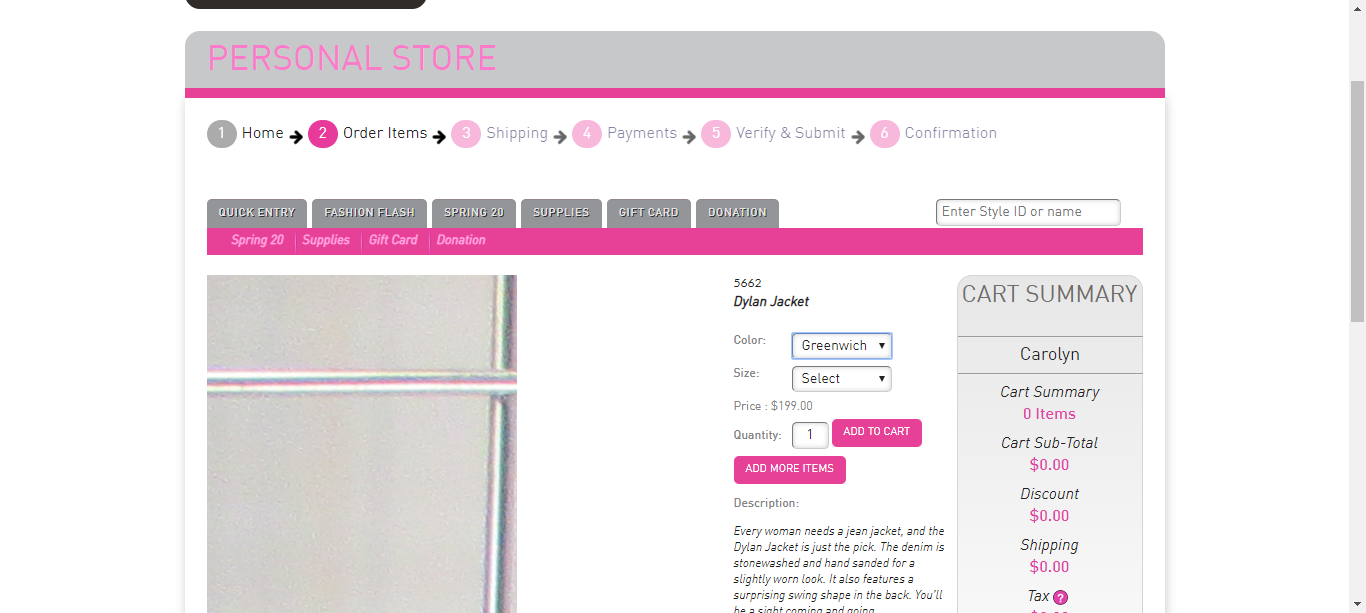 PERSONAL STORE
1 Home 2 Order Items 3 Shipping 4 Payments 5 Verify & Submit 6 Confirmation
QUICK ENTRY FASHION FLASH SPRING 20 SUPPLIES GIFT CARD DONATION Enter Style ID or name
Spring 20 Supplies Gift Card Donation
5662
Dylan Jacket
Color: Greenwich
Size: Select
Price : $199.00
Quantity: 1 ADD TO CART
ADD MORE ITEMS
Description:
Every woman needs a jean jacket, and the
Dylan Jacket is just the pick. The denim is
stonewashed and hand sanded for a
slightly worn look. It also features a
surprising swing shape in the back. You'll
be a sight coming and going.
CART SUMMARY
Carolyn
Cart Summary
0 Items
Cart Sub-Total
$0.00
Discount
$0.00
Shipping
$0.00
Tax ?